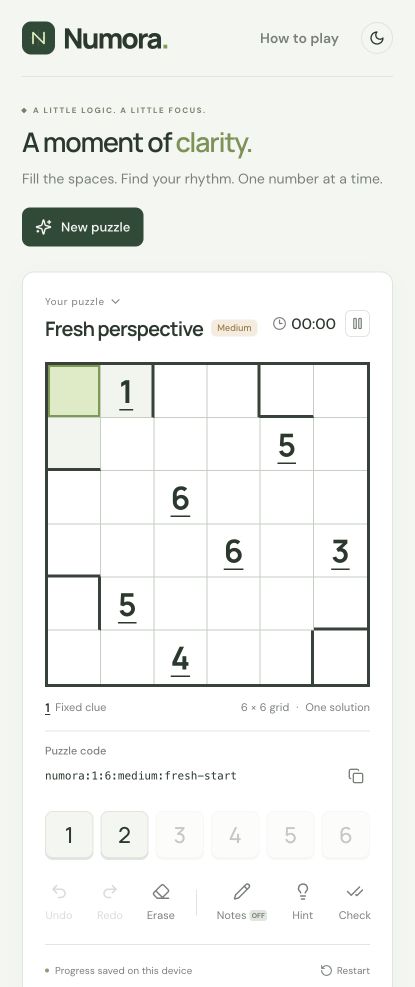 N Numora. How to play
A LITTLE LOGIC. A LITTLE FOCUS.
A moment of clarity.
Fill the spaces. Find your rhythm. One number at a time.
New puzzle
Your puzzle
Fresh perspective Medium 00:00
1
5
6
6 3
5
4
1 Fixed clue 6 × 6 grid · One solution
Puzzle code
numora:1:6:medium:fresh-start
1 2 3 4 5 6
Undo Redo Erase Notes OFF Hint Check
Progress saved on this device Restart